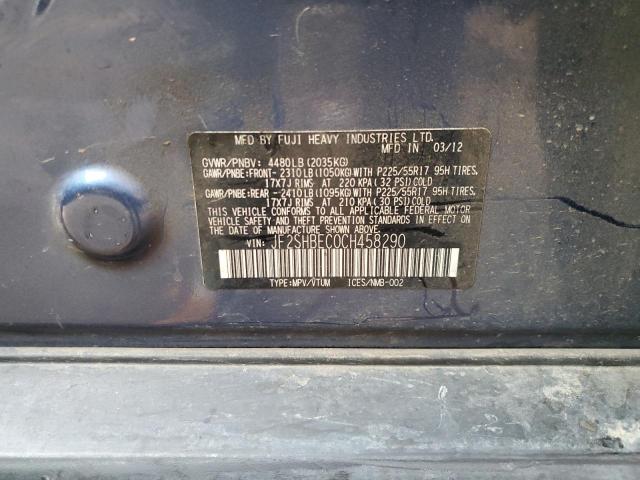 MFD BY FUJI HEAVY INDUSTRIES LTD.
MFD IN 03/12
GVWR/PNBV: 4480LB(2035KG)
GAWR/PNBE:FRONT- 2310LB(1050KG)WITH P225/55R17 95H TIRES,
17X7J RIMS AT 220 KPA(32 PSI)COLD
GAWR/PNBE:REAR -2410LB(1095KG)WITH P225/55R17 95H TIRES,
17X7J RIMS AT 210 KPA(30 PSI)COLD
THIS VEHICLE CONFORMS TO ALL APPLICABLE FEDERAL MOTOR
VEHICLE SAFETY AND THEFT PREVENTION STANDARDS IN EFFECT ON
THE DATE OF MANUFACTURE SHOWN ABOVE.
VIN: JF2SHBEC0CH458290
TYPE:MPV/VTUM ICES/NMB-002